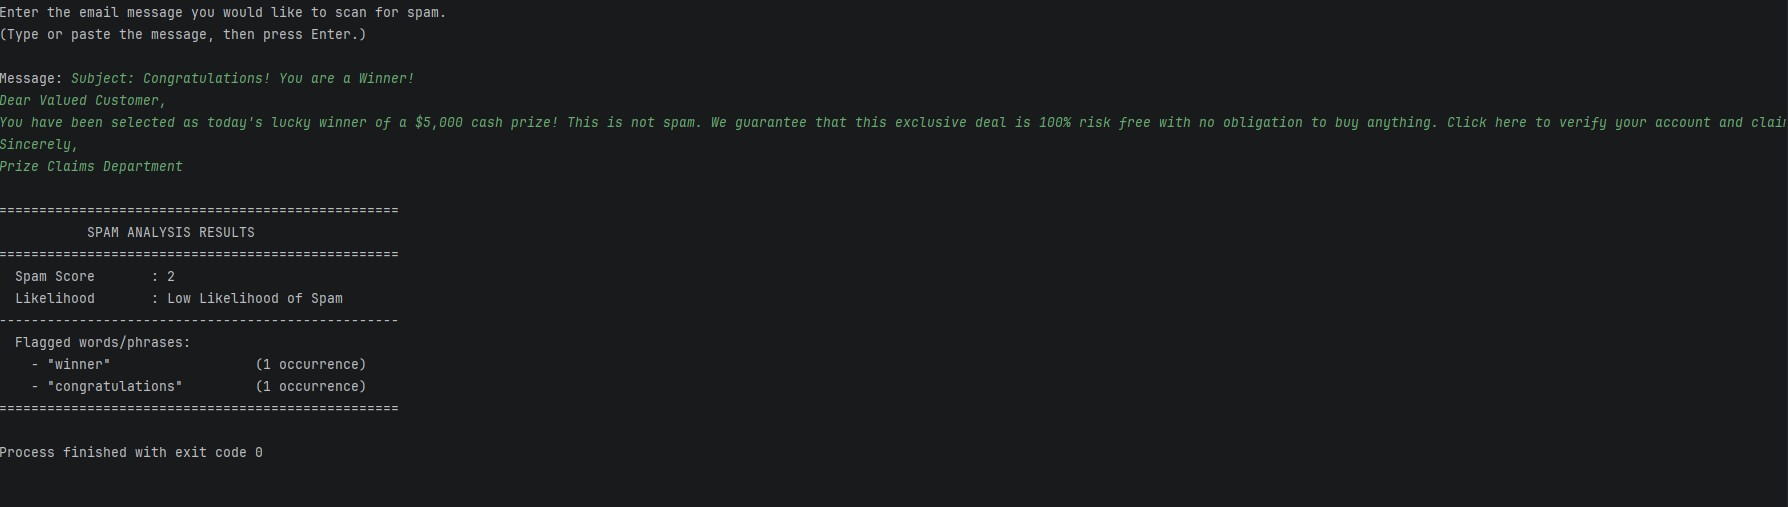 Enter the email message you would like to scan for spam.
(Type or paste the message, then press Enter.)
Message: Subject: Congratulations! You are a Winner!
Dear Valued Customer,
You have been selected as today's lucky winner of a $5,000 cash prize! This is not spam. We guarantee that this exclusive deal is 100% risk free with no obligation to buy anything. Click here to verify your account and
Sincerely,
Prize Claims Department
==================================================
SPAM ANALYSIS RESULTS
==================================================
Spam Score : 2
Likelihood : Low Likelihood of Spam
--------------------------------------------------
Flagged words/phrases:
- "winner" (1 occurrence)
- "congratulations" (1 occurrence)
==================================================
Process finished with exit code 0